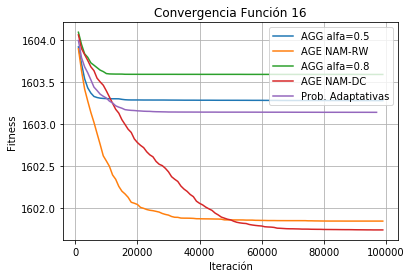 Convergencia Función 16
Fitness
1604.0
1603.5
1603.0
1602.5
1602.0
AGG alfa=0.5
AGE NAM-RW
AGG alfa=0.8
AGE NAM-DC
Prob. Adaptativas
0 20000 40000 60000 80000 100000
Iteración